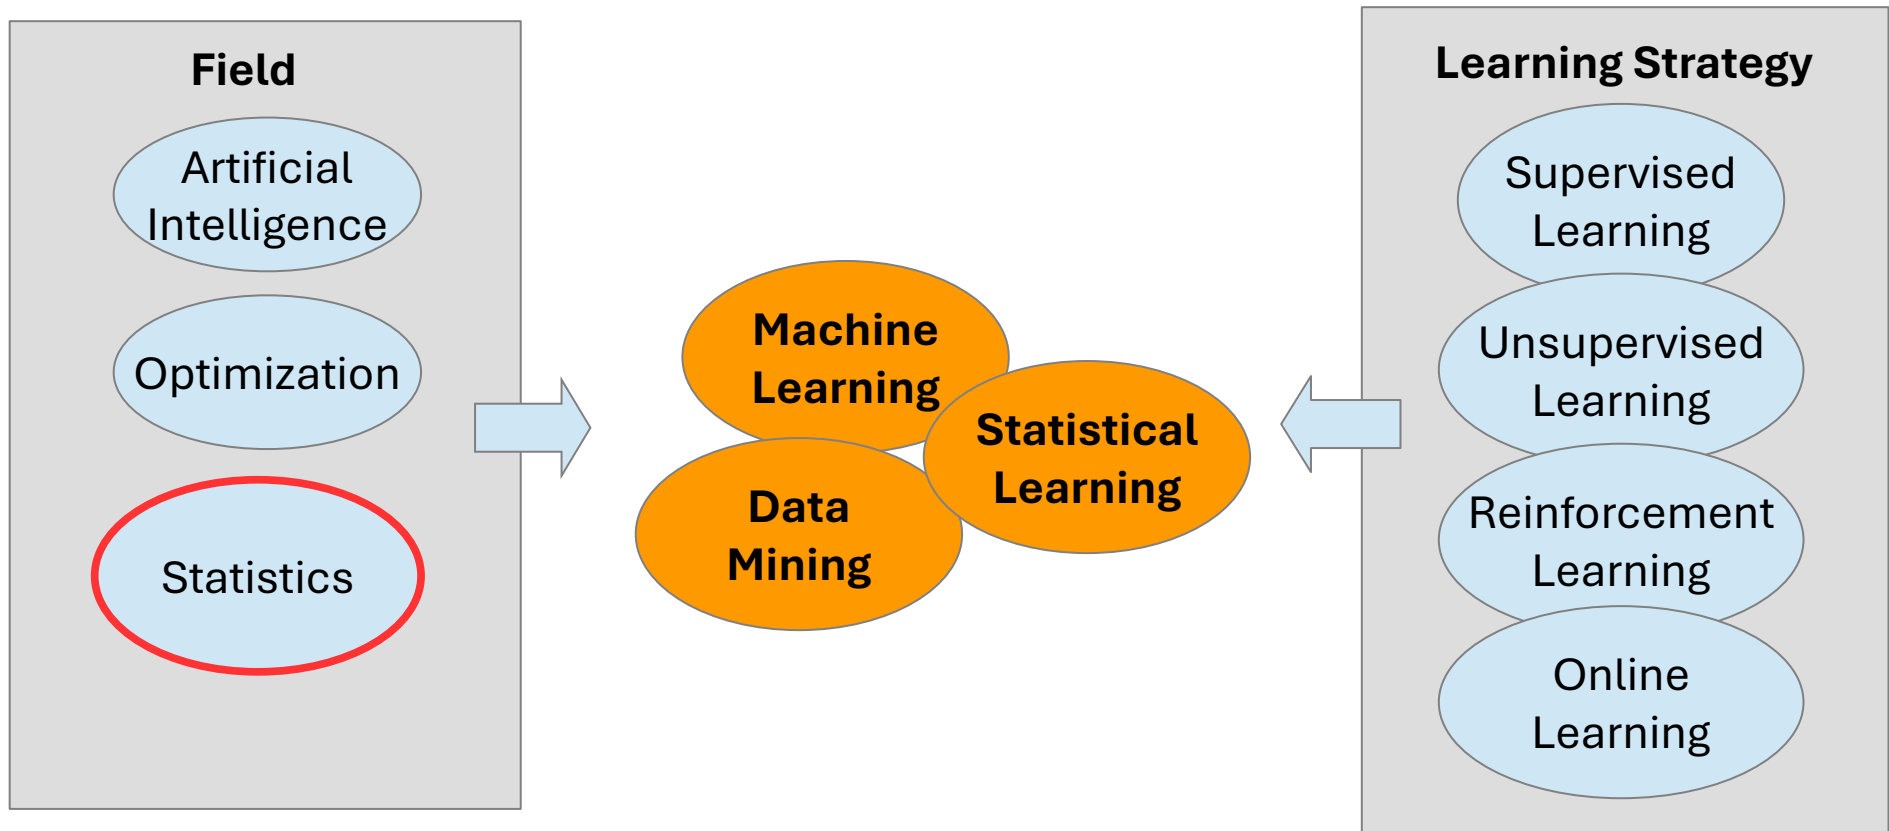 Field
Artificial
Intelligence
Optimization
Statistics
Machine
Learning
Statistical
Learning
Data
Mining
Learning Strategy
Supervised
Learning
Unsupervised
Learning
Reinforcement
Learning
Online
Learning